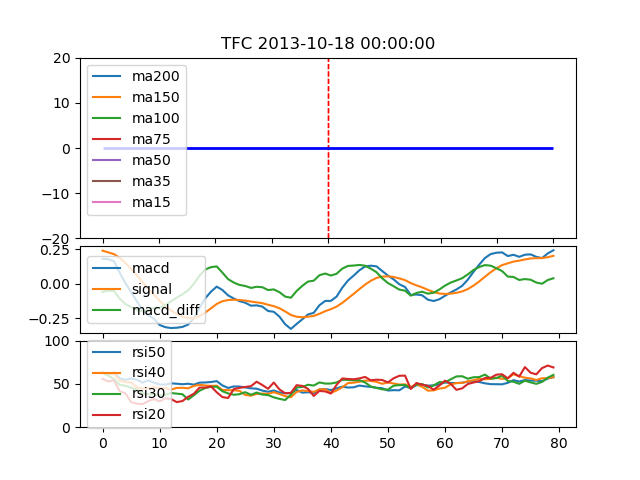 TFC 2013-10-18 00:00:00
20
10
0
−10
−20
ma200
ma150
ma100
ma75
ma50
ma35
ma15
0.25
0.00
−0.25
macd
signal
macd_diff
100
50
0
rsi50
rsi40
rsi30
rsi20
0 10 20 30 40 50 60 70 80